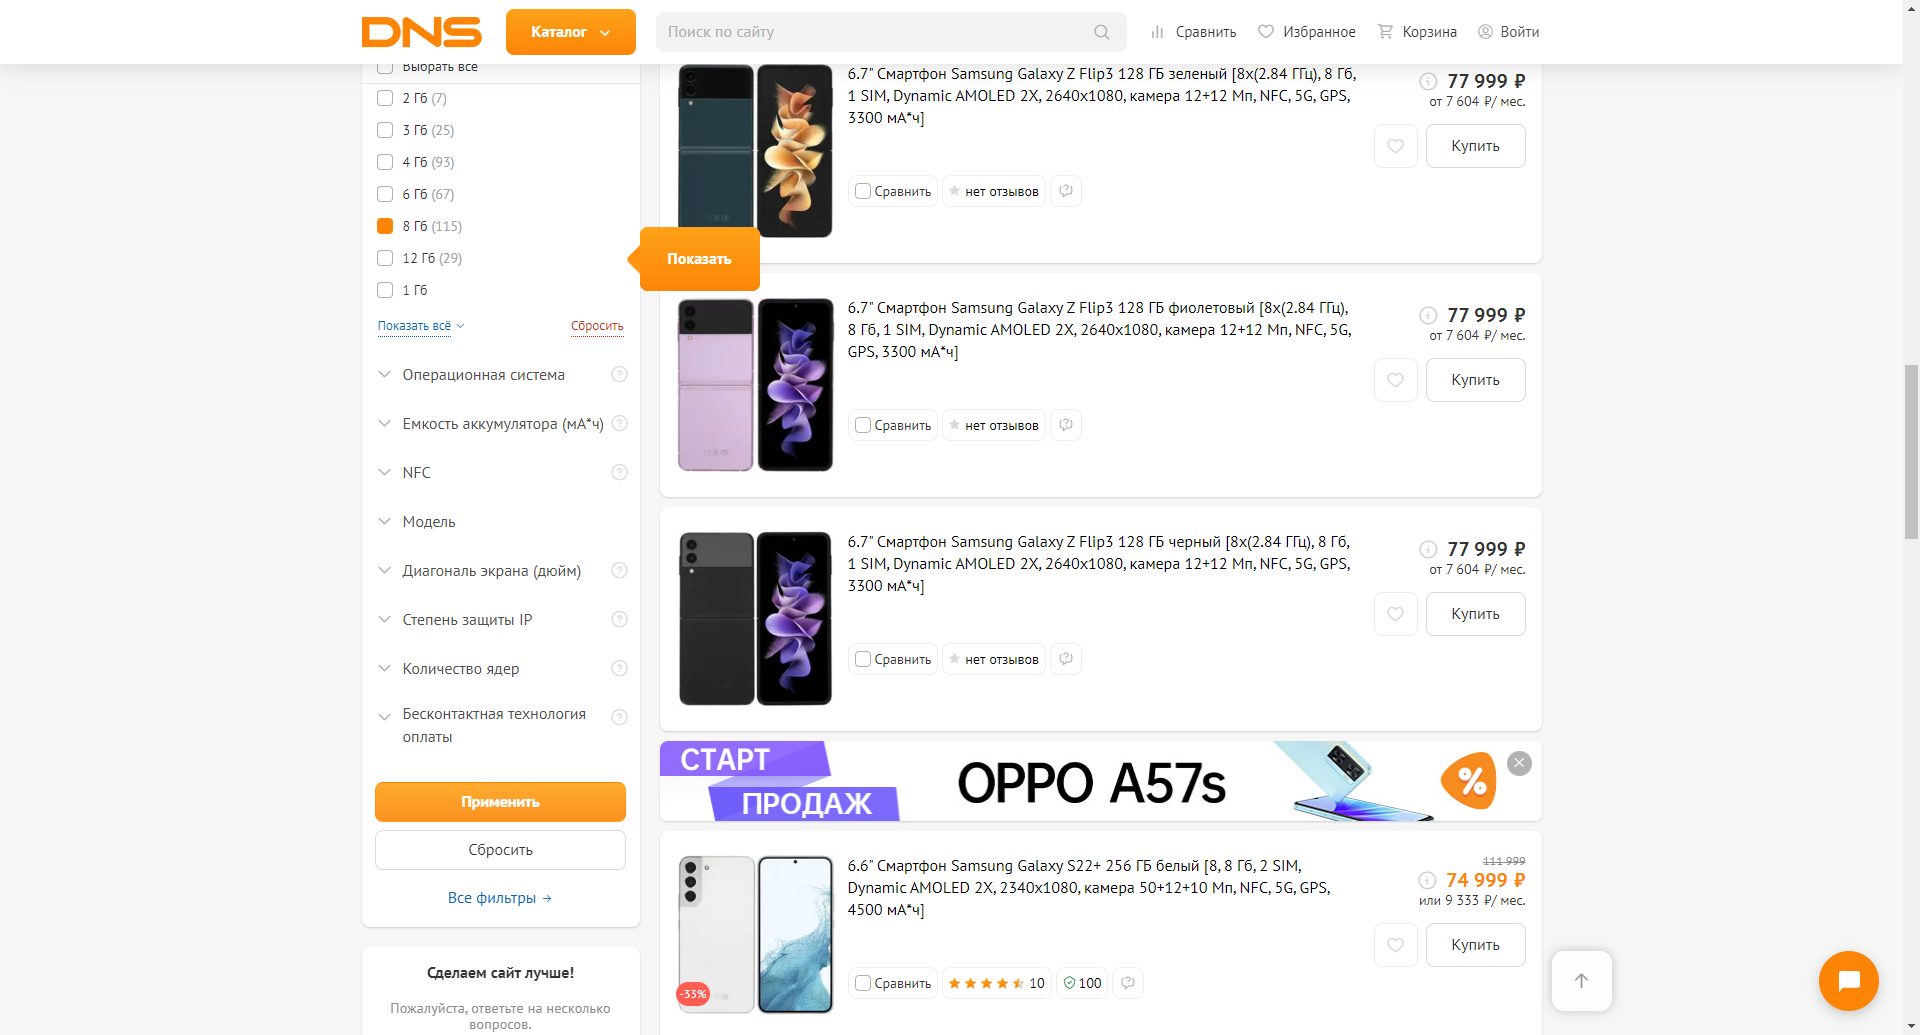 DNS
Каталог
Поиск по сайту
Сравнить
Избранное
Корзина
Войти
Выбрать все
2 Гб (7)
3 Гб (25)
4 Гб (93)
6 Гб (67)
8 Гб (115)
12 Гб (29)
1 Гб
Показать всё
Сбросить
Показать
Операционная система
Емкость аккумулятора (мА*ч)
NFC
Модель
Диагональ экрана (дюйм)
Степень защиты IP
Количество ядер
Бесконтактная технология
оплаты
Применить
Сбросить
Все фильтры →
Сделаем сайт лучше!
Пожалуйста, ответьте на несколько
вопросов.
6.7" Смартфон Samsung Galaxy Z Flip3 128 ГБ зеленый [8x(2.84 ГГц), 8 Гб,
1 SIM, Dynamic AMOLED 2X, 2640x1080, камера 12+12 Мп, NFC, 5G, GPS,
3300 мА*ч]
77 999 ₽
от 7 604 ₽/ мес.
Купить
Сравнить
нет отзывов
6.7" Смартфон Samsung Galaxy Z Flip3 128 ГБ фиолетовый [8x(2.84 ГГц),
8 Гб, 1 SIM, Dynamic AMOLED 2X, 2640x1080, камера 12+12 Мп, NFC, 5G,
GPS, 3300 мА*ч]
77 999 ₽
от 7 604 ₽/ мес.
Купить
Сравнить
нет отзывов
6.7" Смартфон Samsung Galaxy Z Flip3 128 ГБ черный [8x(2.84 ГГц), 8 Гб,
1 SIM, Dynamic AMOLED 2X, 2640x1080, камера 12+12 Мп, NFC, 5G, GPS,
3300 мА*ч]
77 999 ₽
от 7 604 ₽/ мес.
Купить
Сравнить
нет отзывов
СТАРТ
ПРОДАЖ
OPPO A57s
%
6.6" Смартфон Samsung Galaxy S22+ 256 ГБ белый [8, 8 Гб, 2 SIM,
Dynamic AMOLED 2X, 2340x1080, камера 50+12+10 Мп, NFC, 5G, GPS,
4500 мА*ч]
111 999
74 999 ₽
или 9 333 ₽/ мес.
Купить
-33%
Сравнить
10
100